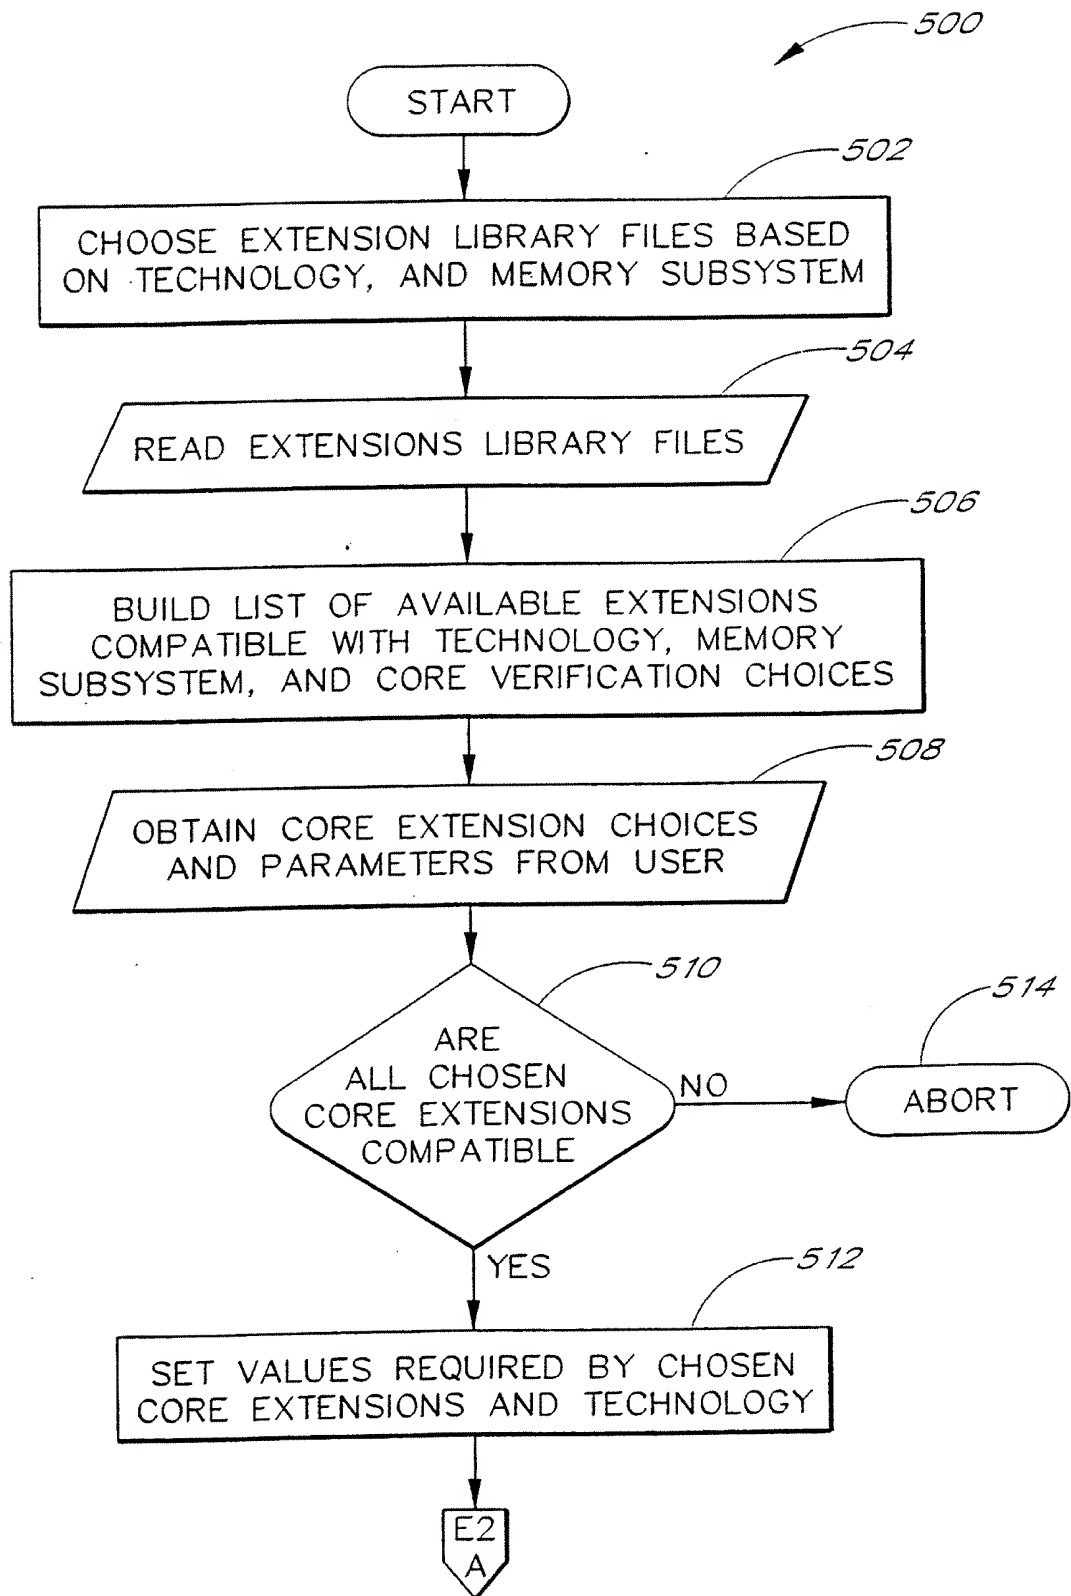 500
START
502
CHOOSE EXTENSION LIBRARY FILES BASED
ON TECHNOLOGY, AND MEMORY SUBSYSTEM
504
READ EXTENSIONS LIBRARY FILES
506
BUILD LIST OF AVAILABLE EXTENSIONS
COMPATIBLE WITH TECHNOLOGY, MEMORY
SUBSYSTEM, AND CORE VERIFICATION CHOICES
508
OBTAIN CORE EXTENSION CHOICES
AND PARAMETERS FROM USER
510
ARE
ALL CHOSEN
CORE EXTENSIONS
COMPATIBLE
NO
514
ABORT
YES
512
SET VALUES REQUIRED BY CHOSEN
CORE EXTENSIONS AND TECHNOLOGY
E2
A